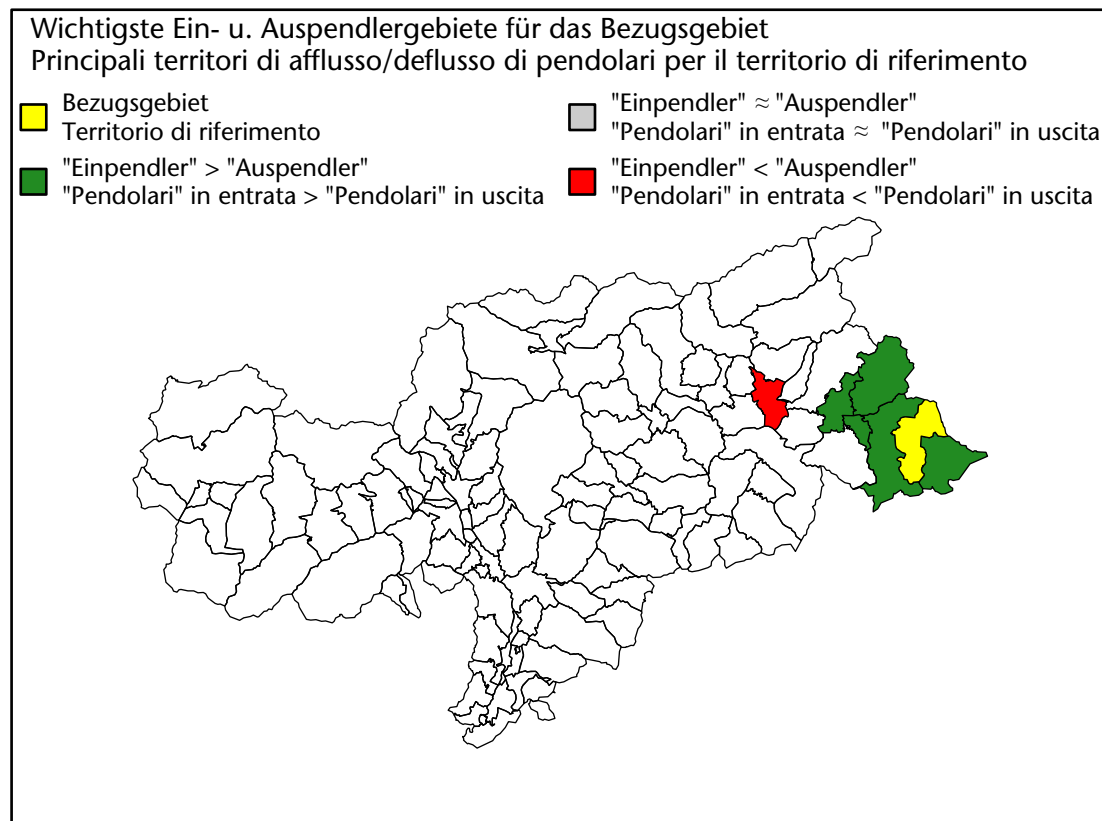 Wichtigste Ein- u. Auspendlergebiete für das Bezugsgebiet
Principali territori di afflusso/deflusso di pendolari per il territorio di riferimento
Bezugsgebiet
Territorio di riferimento
"Einpendler" > "Auspendler"
"Pendolari" in entrata > "Pendolari" in uscita
"Einpendler" ≈ "Auspendler"
"Pendolari" in entrata ≈ "Pendolari" in uscita
"Einpendler" < "Auspendler"
"Pendolari" in entrata < "Pendolari" in uscita